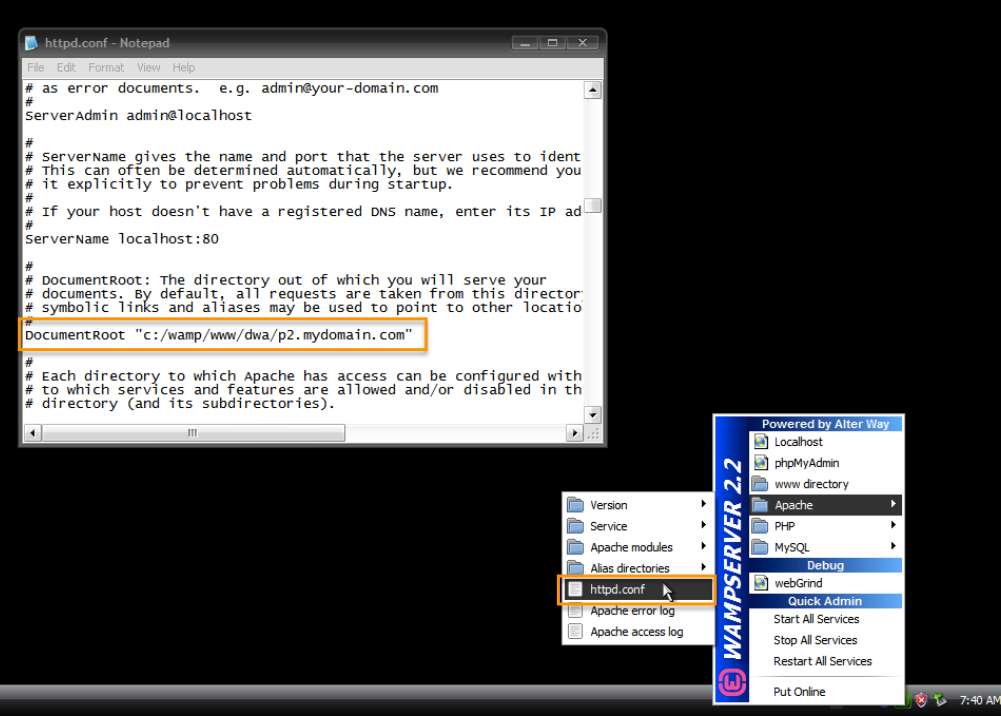 httpd.conf - Notepad
File Edit Format View Help
# as error documents.  e.g. admin@your-domain.com
#
ServerAdmin admin@localhost
#
# ServerName gives the name and port that the server uses to ident
# This can often be determined automatically, but we recommend you
# it explicitly to prevent problems during startup.
#
# If your host doesn't have a registered DNS name, enter its IP ad
#
ServerName localhost:80
#
# DocumentRoot: The directory out of which you will serve your
# documents. By default, all requests are taken from this director
# symbolic links and aliases may be used to point to other locatio
#
DocumentRoot "c:/wamp/www/dwa/p2.mydomain.com"
#
# Each directory to which Apache has access can be configured with
# to which services and features are allowed and/or disabled in th
# directory (and its subdirectories).
Version
Service
Apache modules
Alias directories
httpd.conf
Apache error log
Apache access log
WAMPSERVER 2.2
Powered by Alter Way
Localhost
phpMyAdmin
www directory
Apache
PHP
MySQL
Debug
webGrind
Quick Admin
Start All Services
Stop All Services
Restart All Services
Put Online
7:40 AM